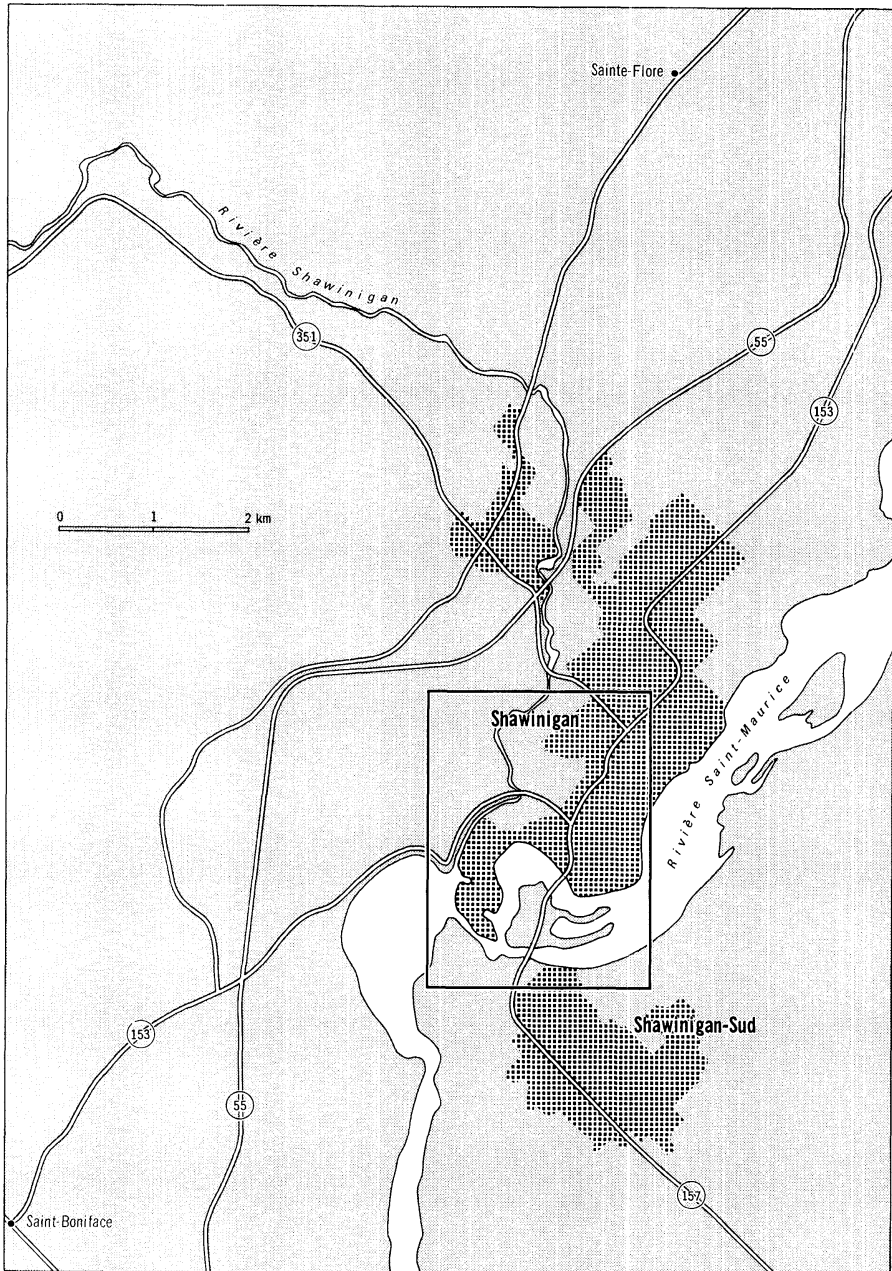 Sainte-Flore
Rivière Shawinigan
351
55
153
0 1 2 km
Shawinigan
Rivière Saint-Maurice
Shawinigan-Sud
153
55
157
Saint-Boniface